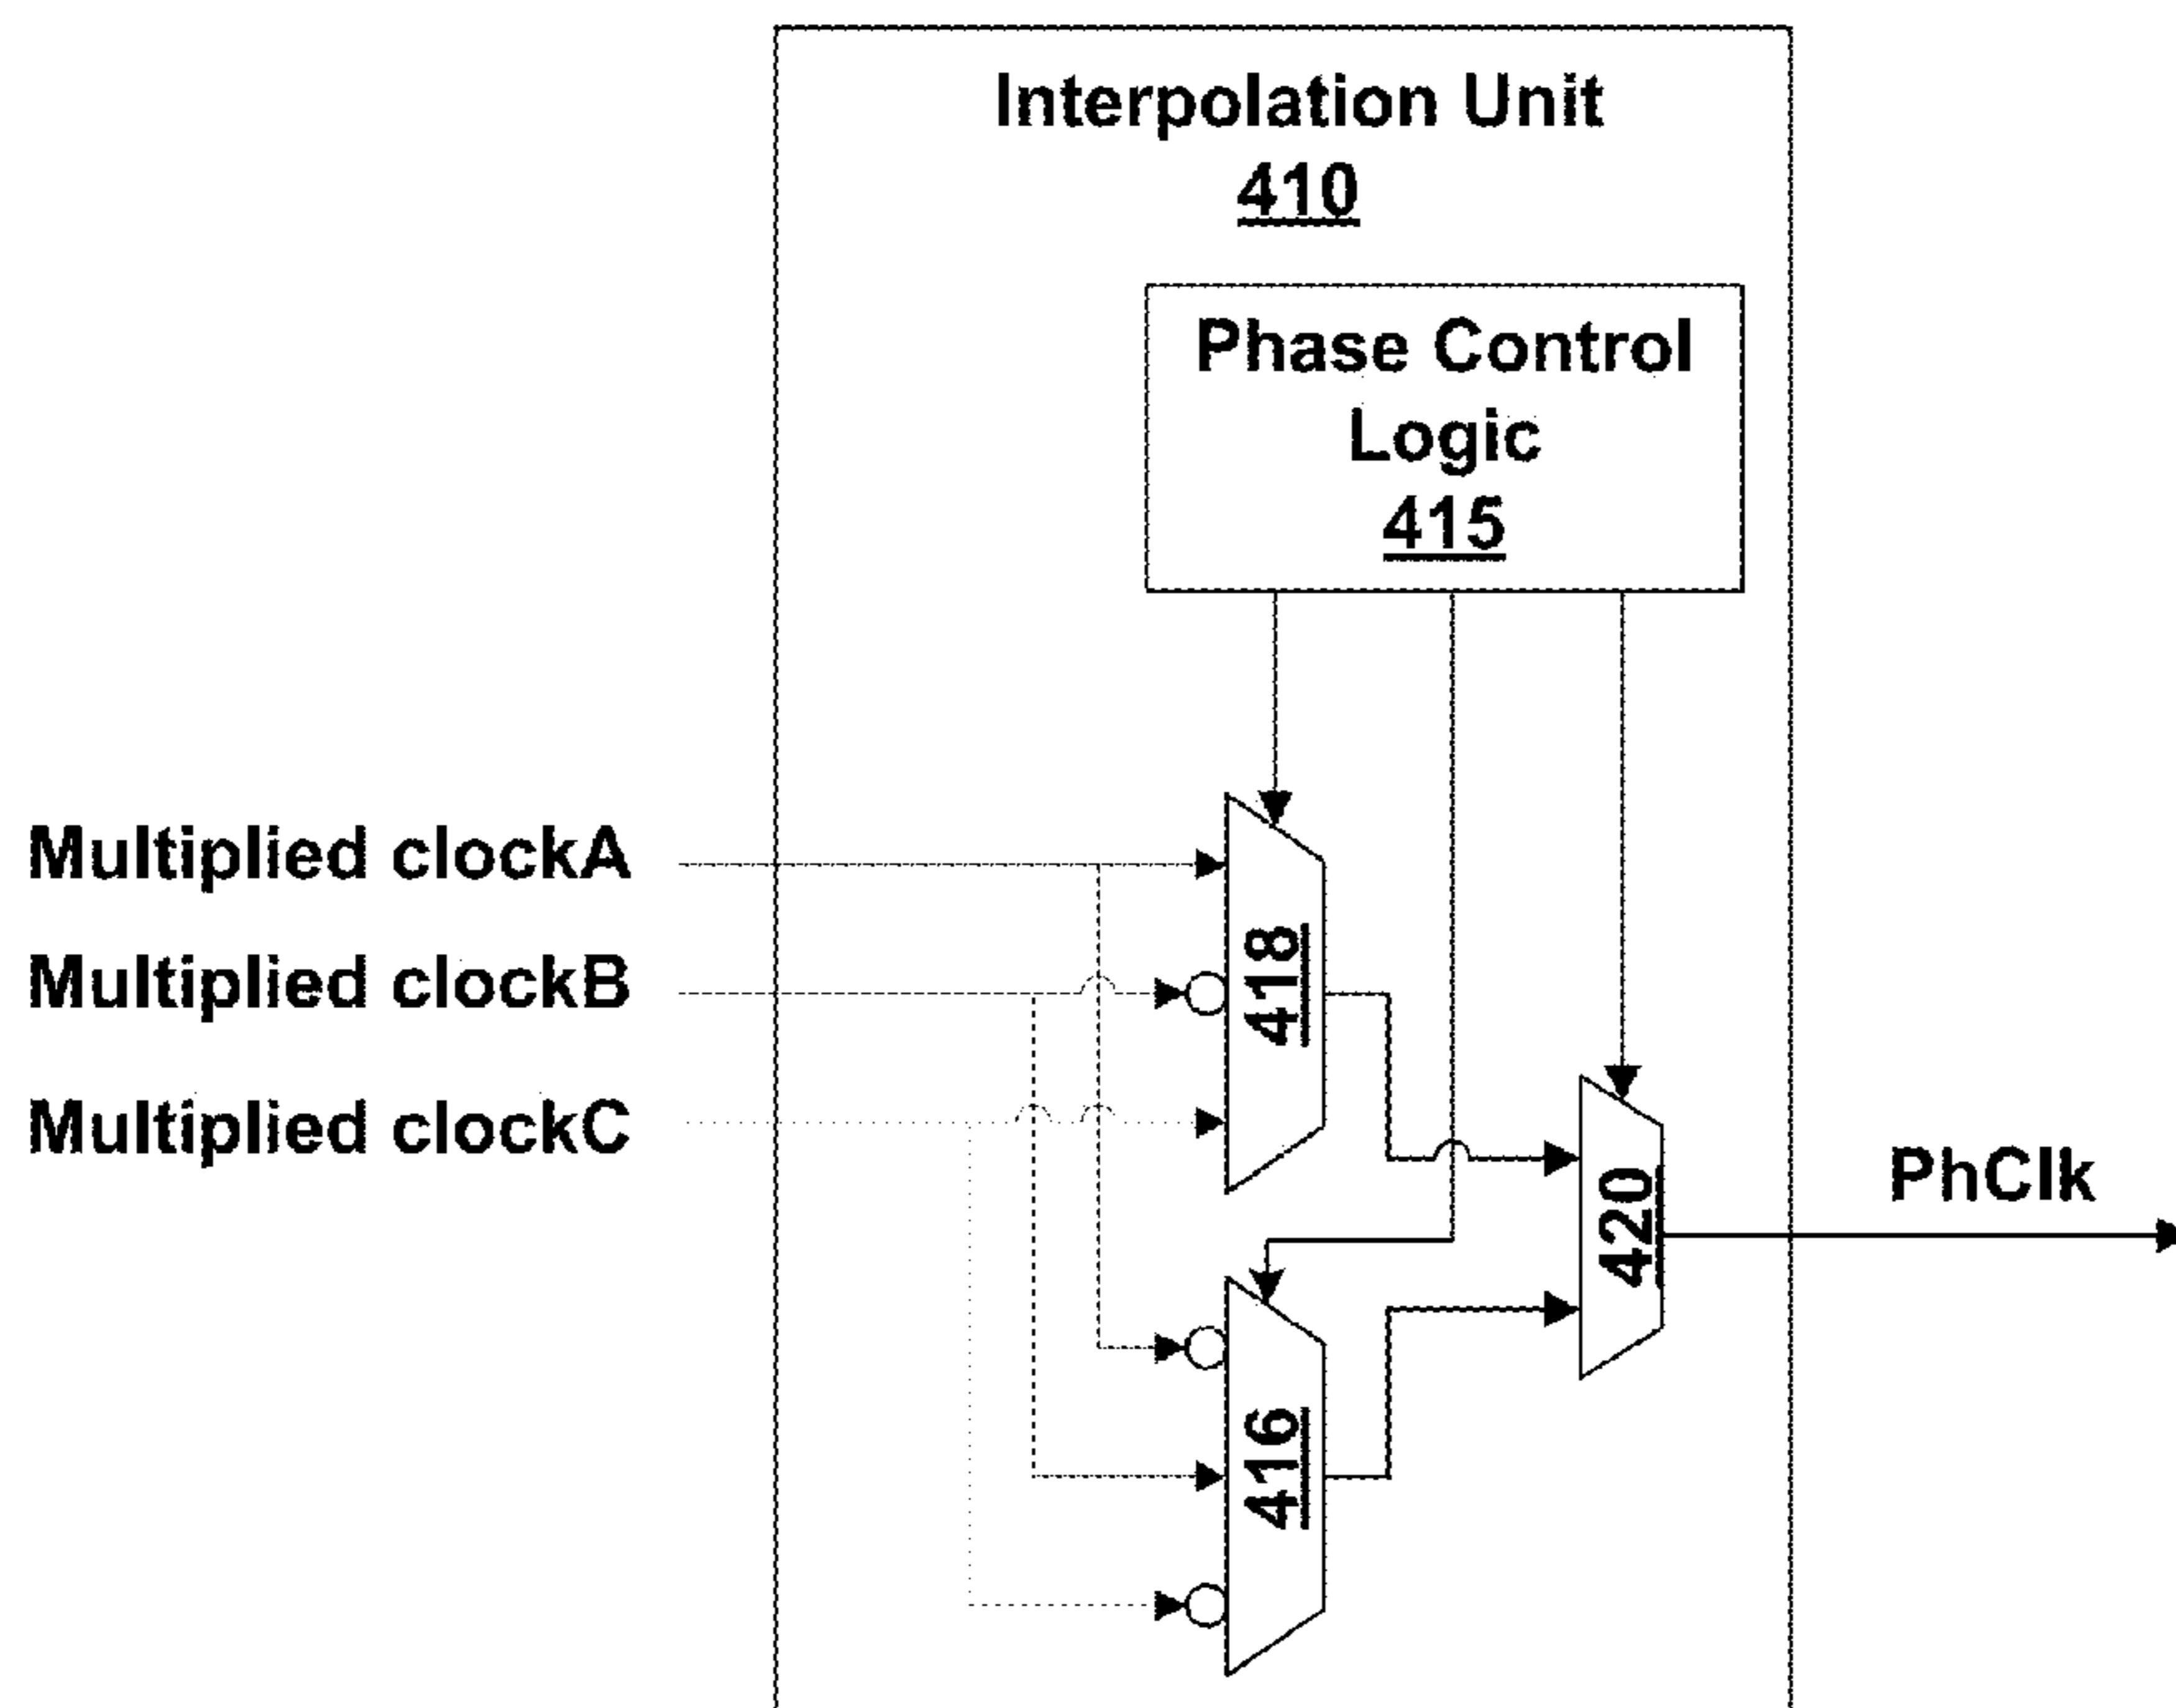 Interpolation Unit
410
Phase Control
Logic
415
Multiplied clockA
Multiplied clockB
Multiplied clockC
418
416
420
PhClk